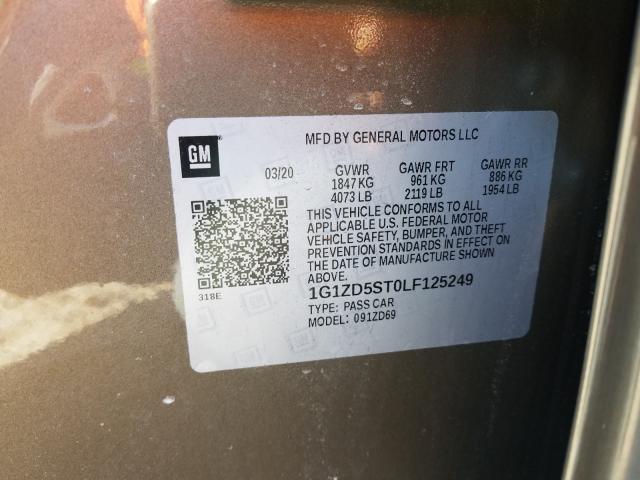 GM
MFD BY GENERAL MOTORS LLC
03/20 GVWR GAWR FRT GAWR RR
1847 KG 961 KG 886 KG
4073 LB 2119 LB 1954 LB
THIS VEHICLE CONFORMS TO ALL
APPLICABLE U.S. FEDERAL MOTOR
VEHICLE SAFETY, BUMPER, AND THEFT
PREVENTION STANDARDS IN EFFECT ON
THE DATE OF MANUFACTURE SHOWN
ABOVE.
318E
1G1ZD5ST0LF125249
TYPE: PASS CAR
MODEL: 091ZD69